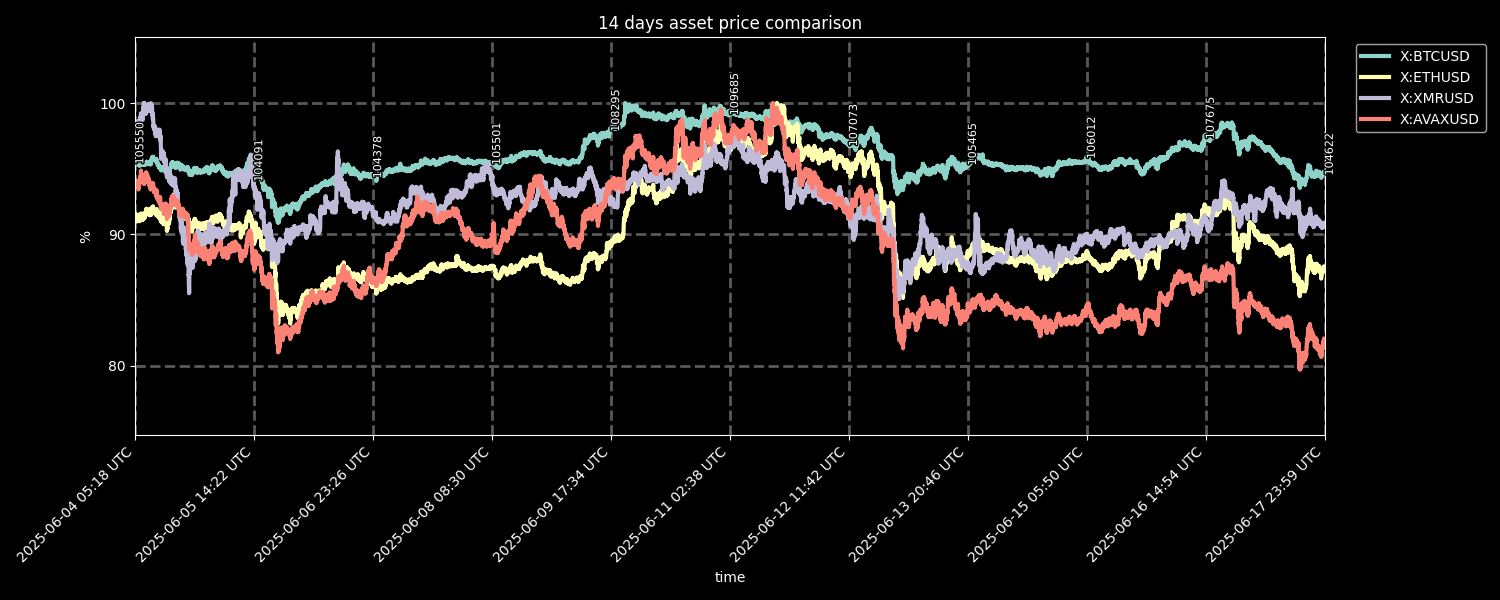 14 days asset price comparison
X:BTCUSD
X:ETHUSD
X:XMRUSD
X:AVAXUSD
100
90
80
%
105550
104091
104378
105501
108295
109685
107073
105465
106012
107675
104622
2025-06-04 05:18 UTC
2025-06-05 14:22 UTC
2025-06-06 23:26 UTC
2025-06-08 08:30 UTC
2025-06-09 17:34 UTC
2025-06-11 02:38 UTC
2025-06-12 11:42 UTC
2025-06-13 20:46 UTC
2025-06-15 05:50 UTC
2025-06-16 14:54 UTC
2025-06-17 23:59 UTC
time